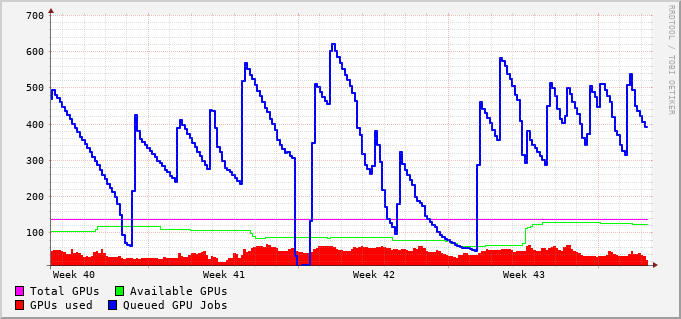 700
600
500
400
300
200
100
Week 40 Week 41 Week 42 Week 43
Total GPUs Available GPUs
GPUs used Queued GPU Jobs
RRDTOOL / TOBI OETIKER